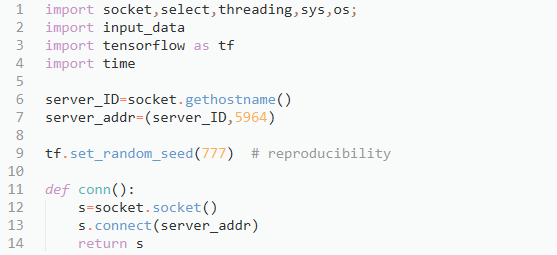 1 import socket,select,threading,sys,os;
2 import input_data
3 import tensorflow as tf
4 import time
5
6 server_ID=socket.gethostname()
7 server_addr=(server_ID,5964)
8
9 tf.set_random_seed(777)  # reproducibility
10
11 def conn():
12     s=socket.socket()
13     s.connect(server_addr)
14     return s